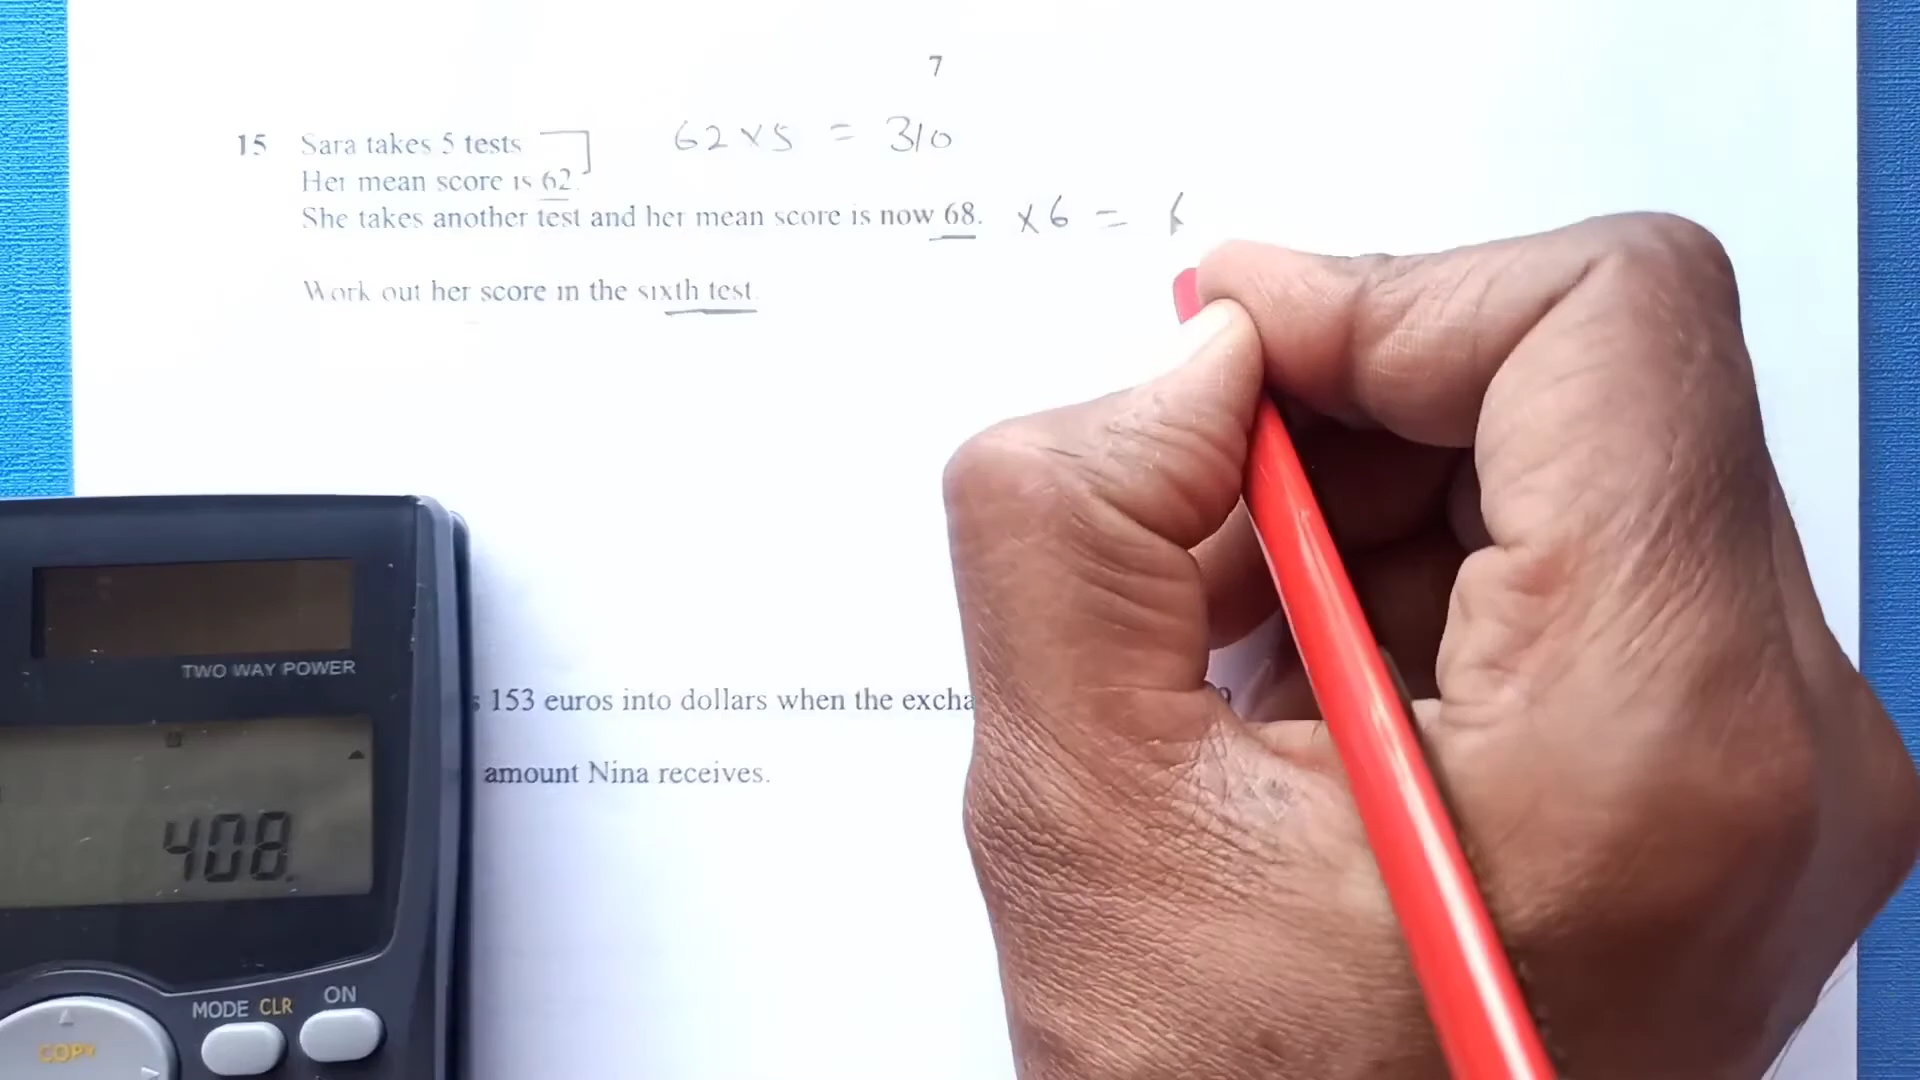 7
15 Sara takes 5 tests 62 x 5 = 310
Her mean score is 62.
She takes another test and her mean score is now 68. x 6 =
Work out her score in the sixth test.
TWO WAY POWER
153 euros into dollars when the
amount Nina receives.
408.
MODE CLR ON
COPY